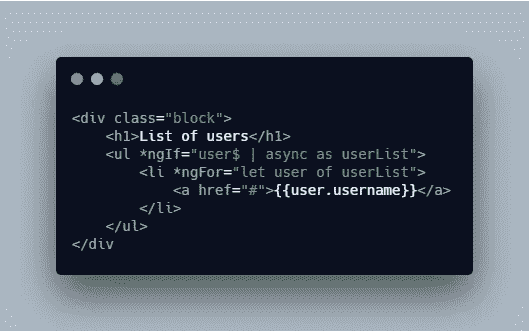 <div class="block">
    <h1>List of users</h1>
    <ul *ngIf="user$ | async as userList">
        <li *ngFor="let user of userList">
            <a href="#">{{user.username}}</a>
        </li>
    </ul>
</div